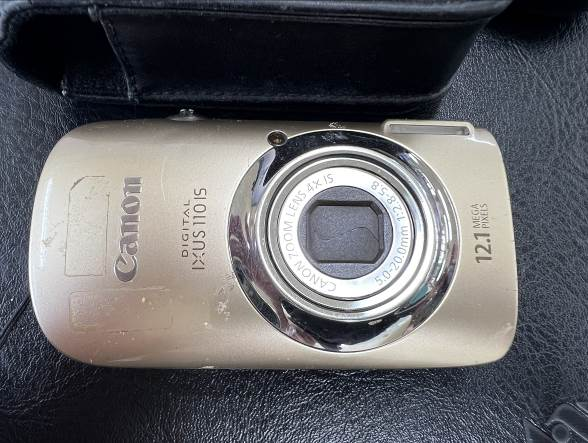 Canon
DIGITAL
IXUS 110 IS
CANON ZOOM LENS 4X IS
5.0-20.0mm 1:2.8-5.8
12.1 MEGA
PIXELS